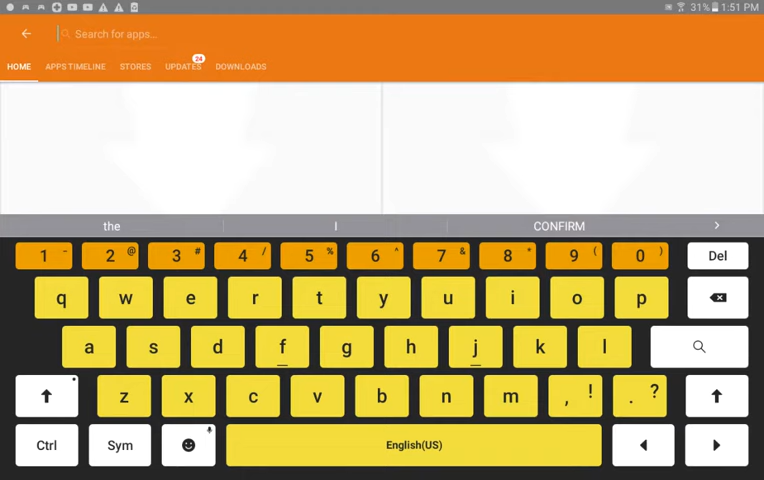 31% 1:51 PM
Search for apps...
HOME APPS TIMELINE STORES UPDATES 24 DOWNLOADS
the I CONFIRM >
1 - 2 @ 3 # 4 / 5 % 6 ^ 7 & 8 * 9 ( 0 ) Del
q w e r t y u i o p
a s d f g h j k l
z x c v b n m , ! . ?
Ctrl Sym English(US)